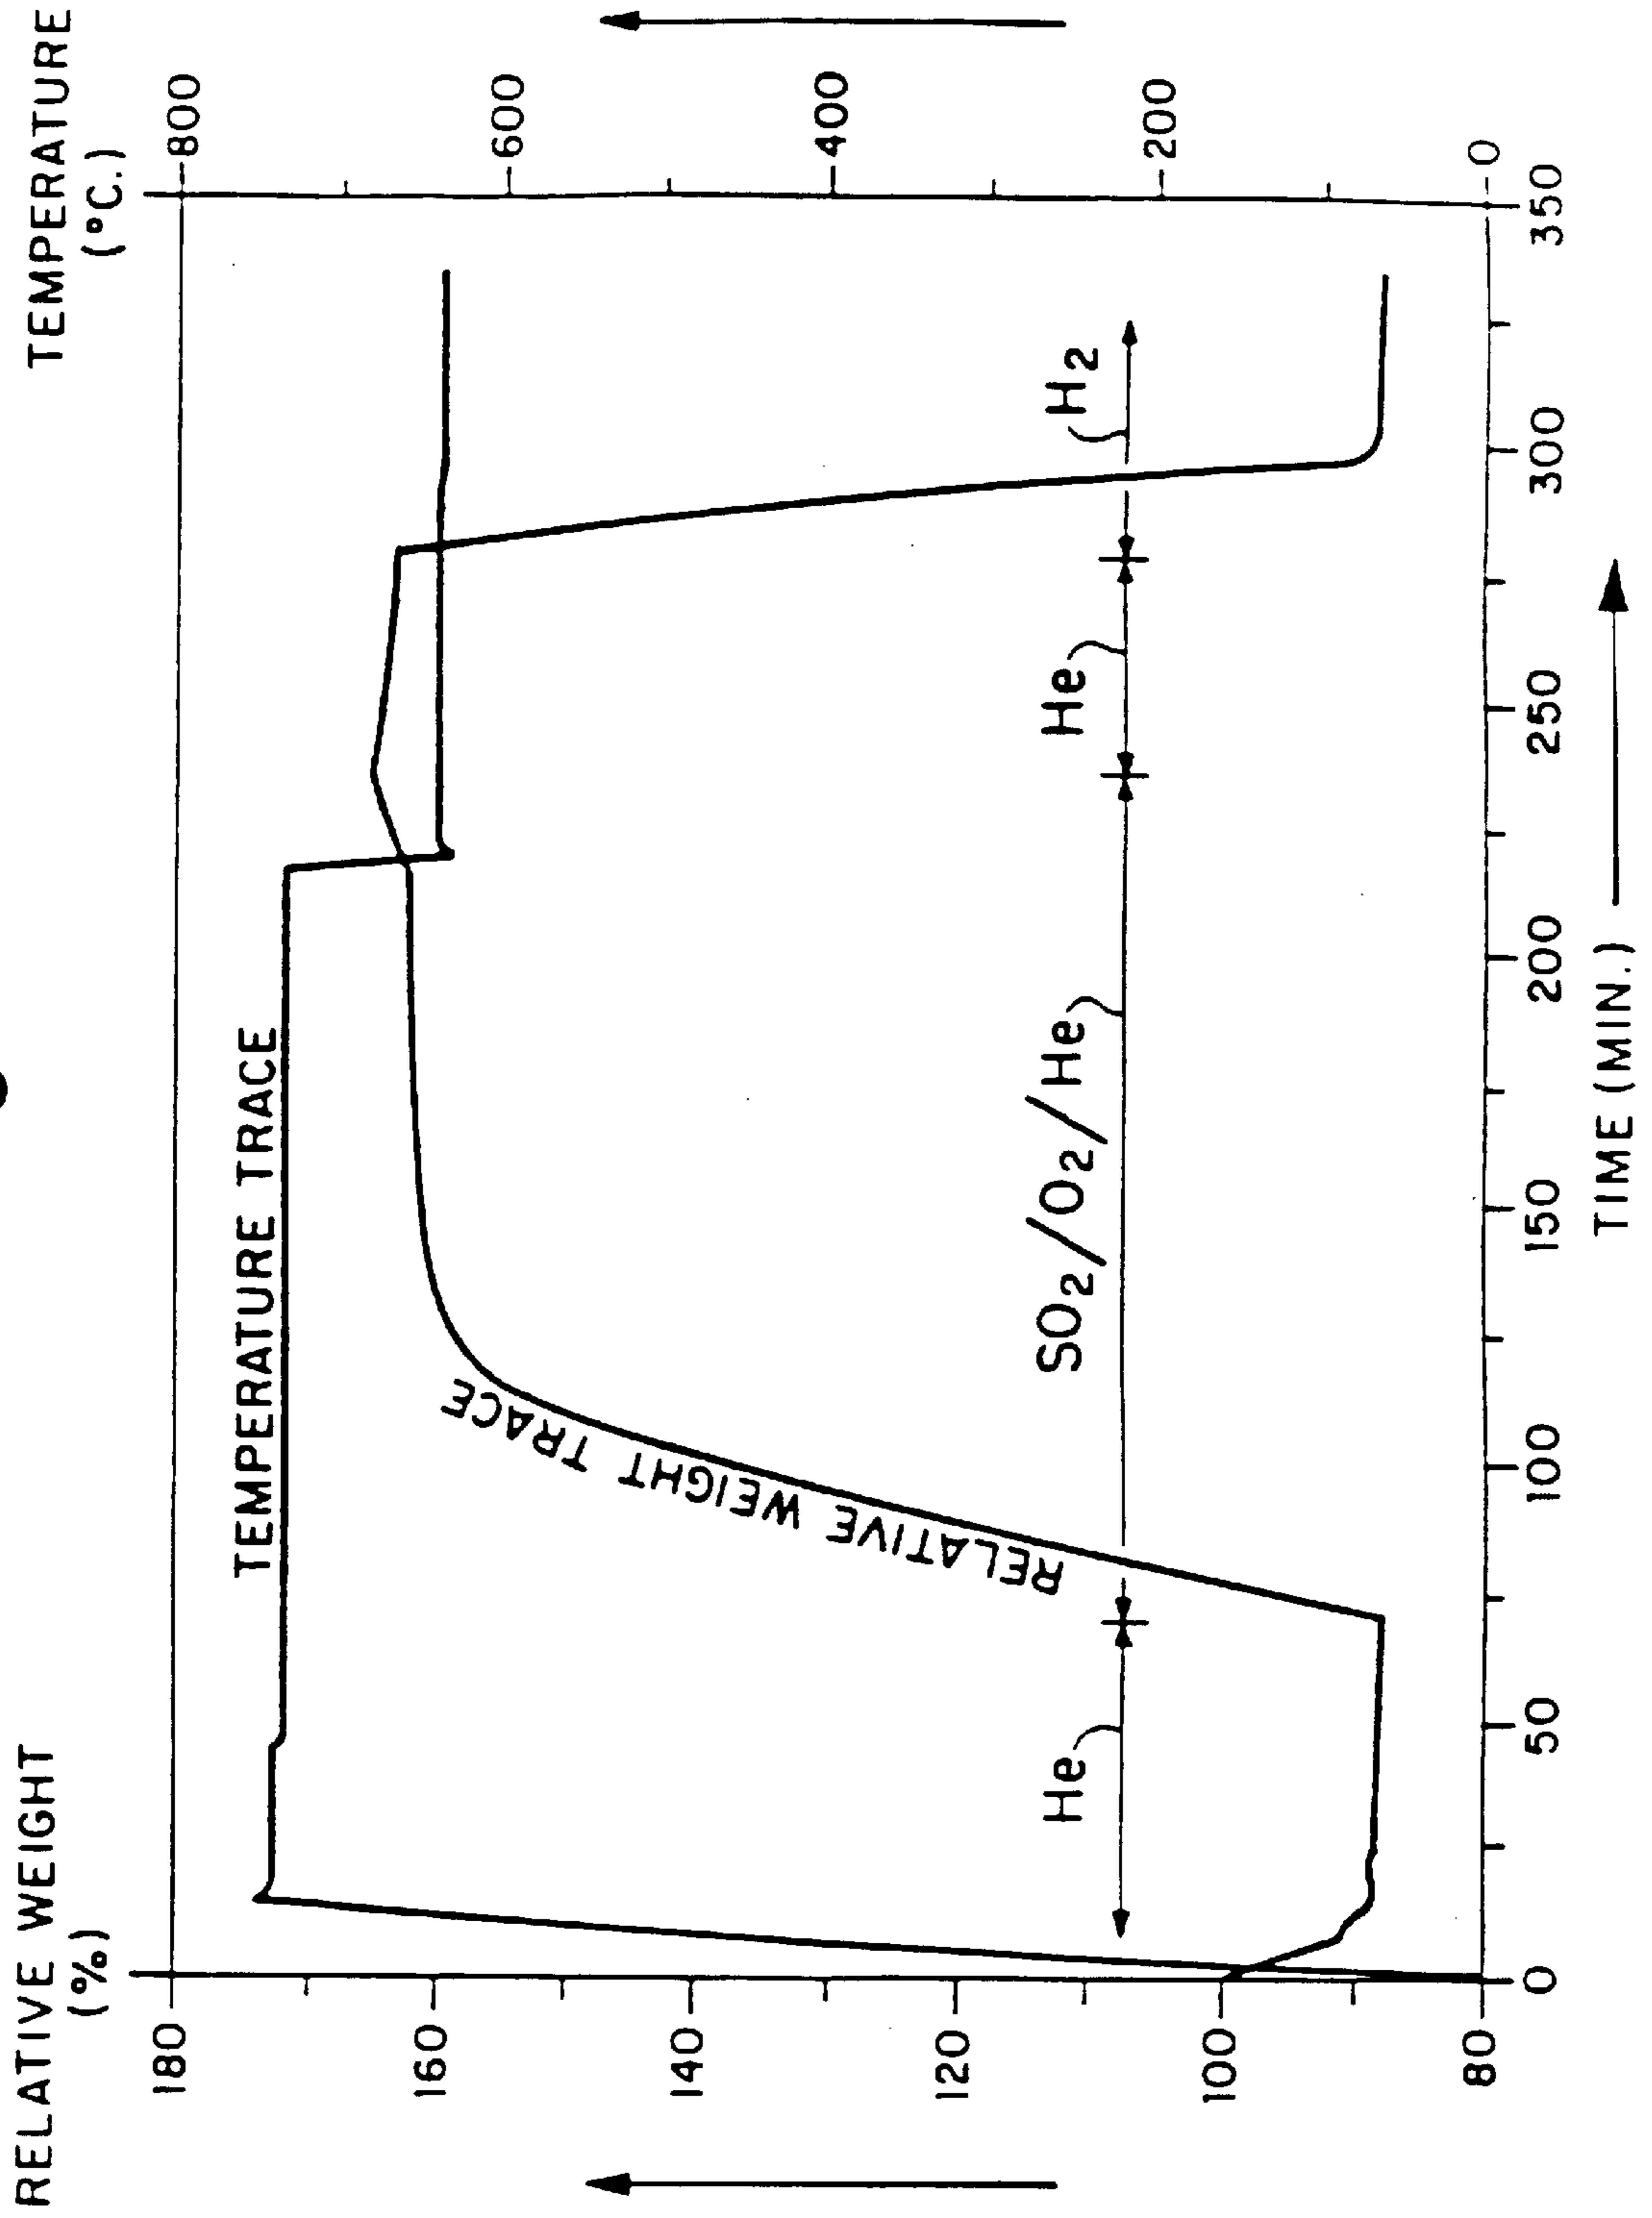 RELATIVE WEIGHT
(%)
TEMPERATURE
(°C.)
180
160
140
120
100
80
800
600
400
200
0
TEMPERATURE TRACE
RELATIVE WEIGHT TRACE
He
SO2/O2/He
He
H2
0
50
100
150
200
250
300
350
TIME (MIN.)